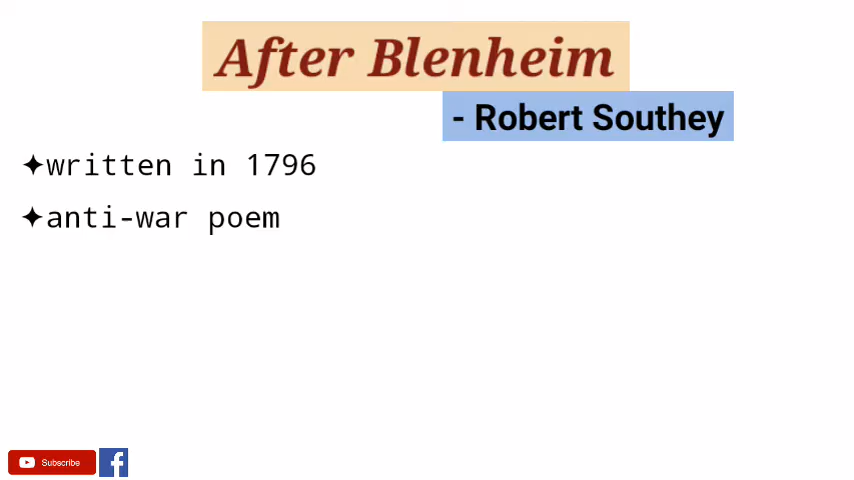 After Blenheim
- Robert Southey
✦written in 1796
✦anti-war poem
Subscribe
f